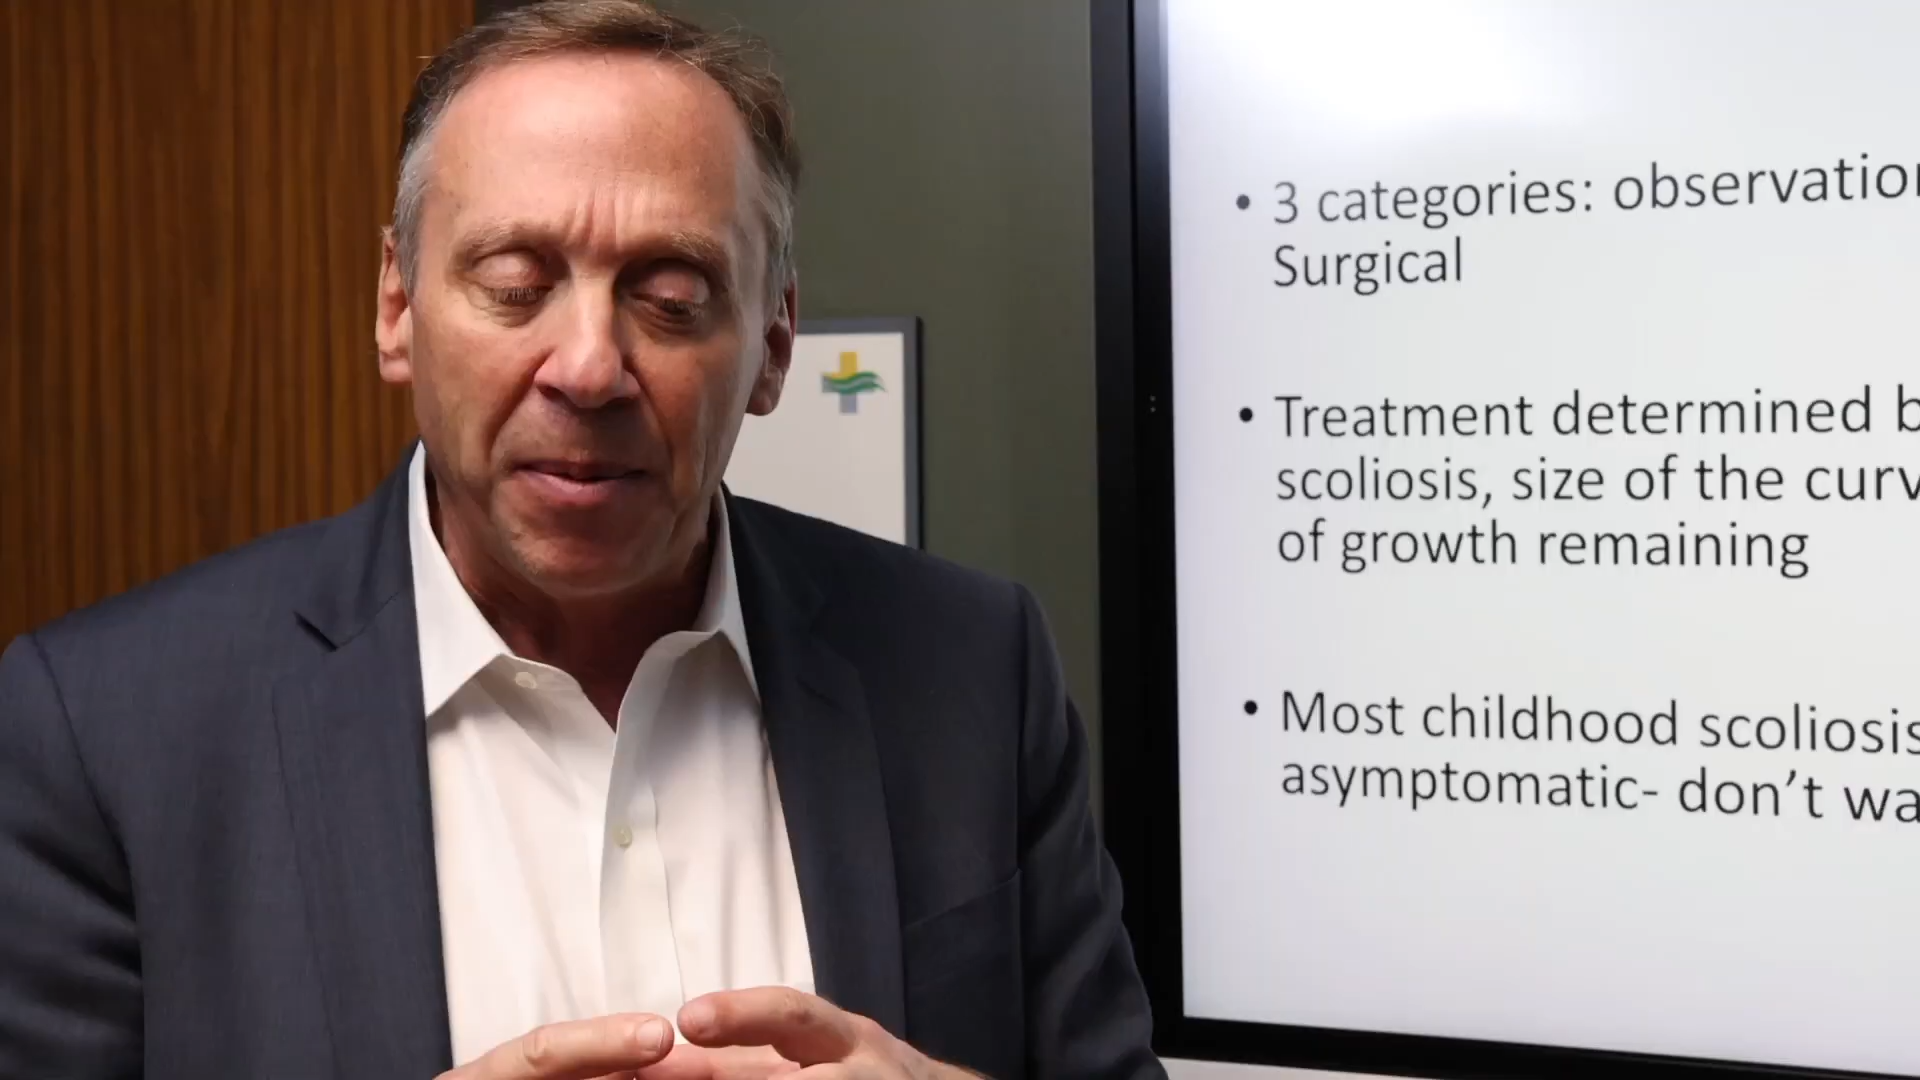 • 3 categories: observation
Surgical
• Treatment determined b
scoliosis, size of the curv
of growth remaining
• Most childhood scoliosis
asymptomatic- don’t wa